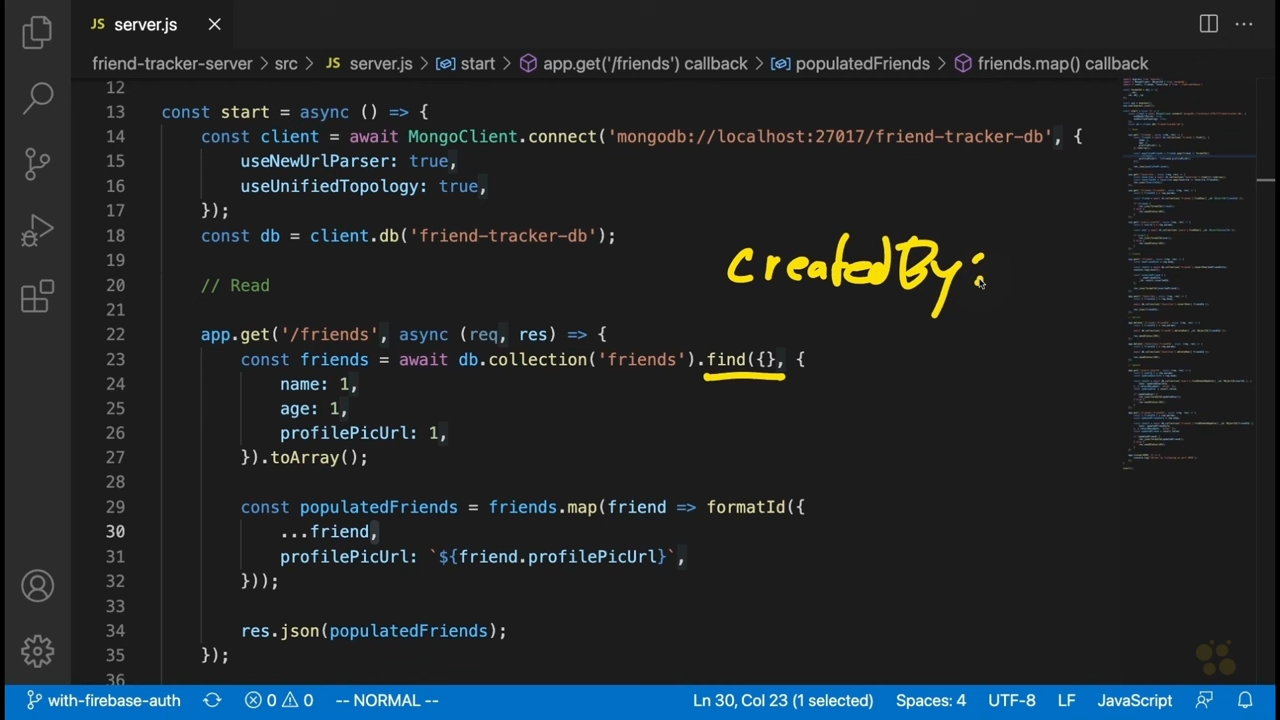 JS server.js
friend-tracker-server > src > JS server.js > start > app.get('/friends') callback > populatedFriends > friends.map() callback
12
13 const start = async () => {
14 const client = await MongoClient.connect('mongodb://localhost:27017/friend-tracker-db', {
15 useNewUrlParser: true,
16 useUnifiedTopology: true,
17 });
18 const db = client.db('friend-tracker-db');
19
createdBy:
20 // Read
21
22 app.get('/friends', async (req, res) => {
23 const friends = await db.collection('friends').find({}, {
24 name: 1,
25 age: 1,
26 profilePicUrl: 1,
27 }).toArray();
28
29 const populatedFriends = friends.map(friend => formatId({
30 ...friend,
31 profilePicUrl: `${friend.profilePicUrl}`,
32 }));
33
34 res.json(populatedFriends);
35 });
36
with-firebase-auth 0 0 -- NORMAL -- Ln 30, Col 23 (1 selected) Spaces: 4 UTF-8 LF JavaScript